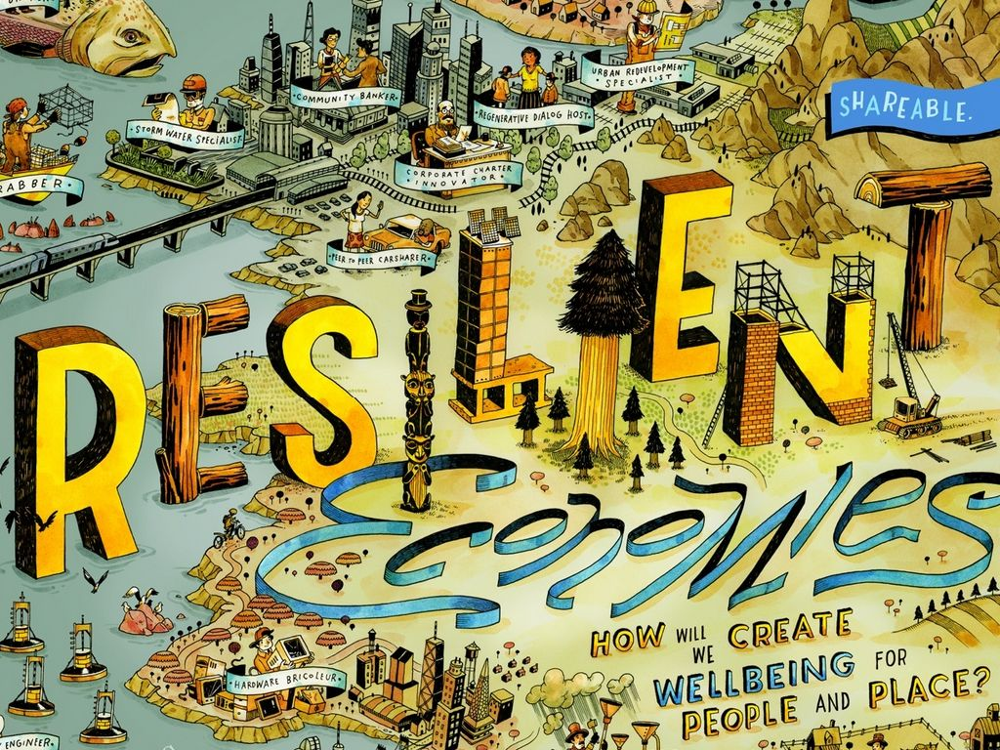 COMMUNITY BANKER
URBAN REDEVELOPMENT
SPECIALIST
REGENERATIVE DIALOG HOST
SHAREABLE.
STORM WATER SPECIALIST
CORPORATE CHARTER
INNOVATOR
RABBER
PEER TO PEER CARSHARER
RESILIENT
ECONOMIES
HOW WILL
WE CREATE
WELLBEING FOR
PEOPLE AND PLACE?
HARDWARE BRICOLEUR
ENGINEER